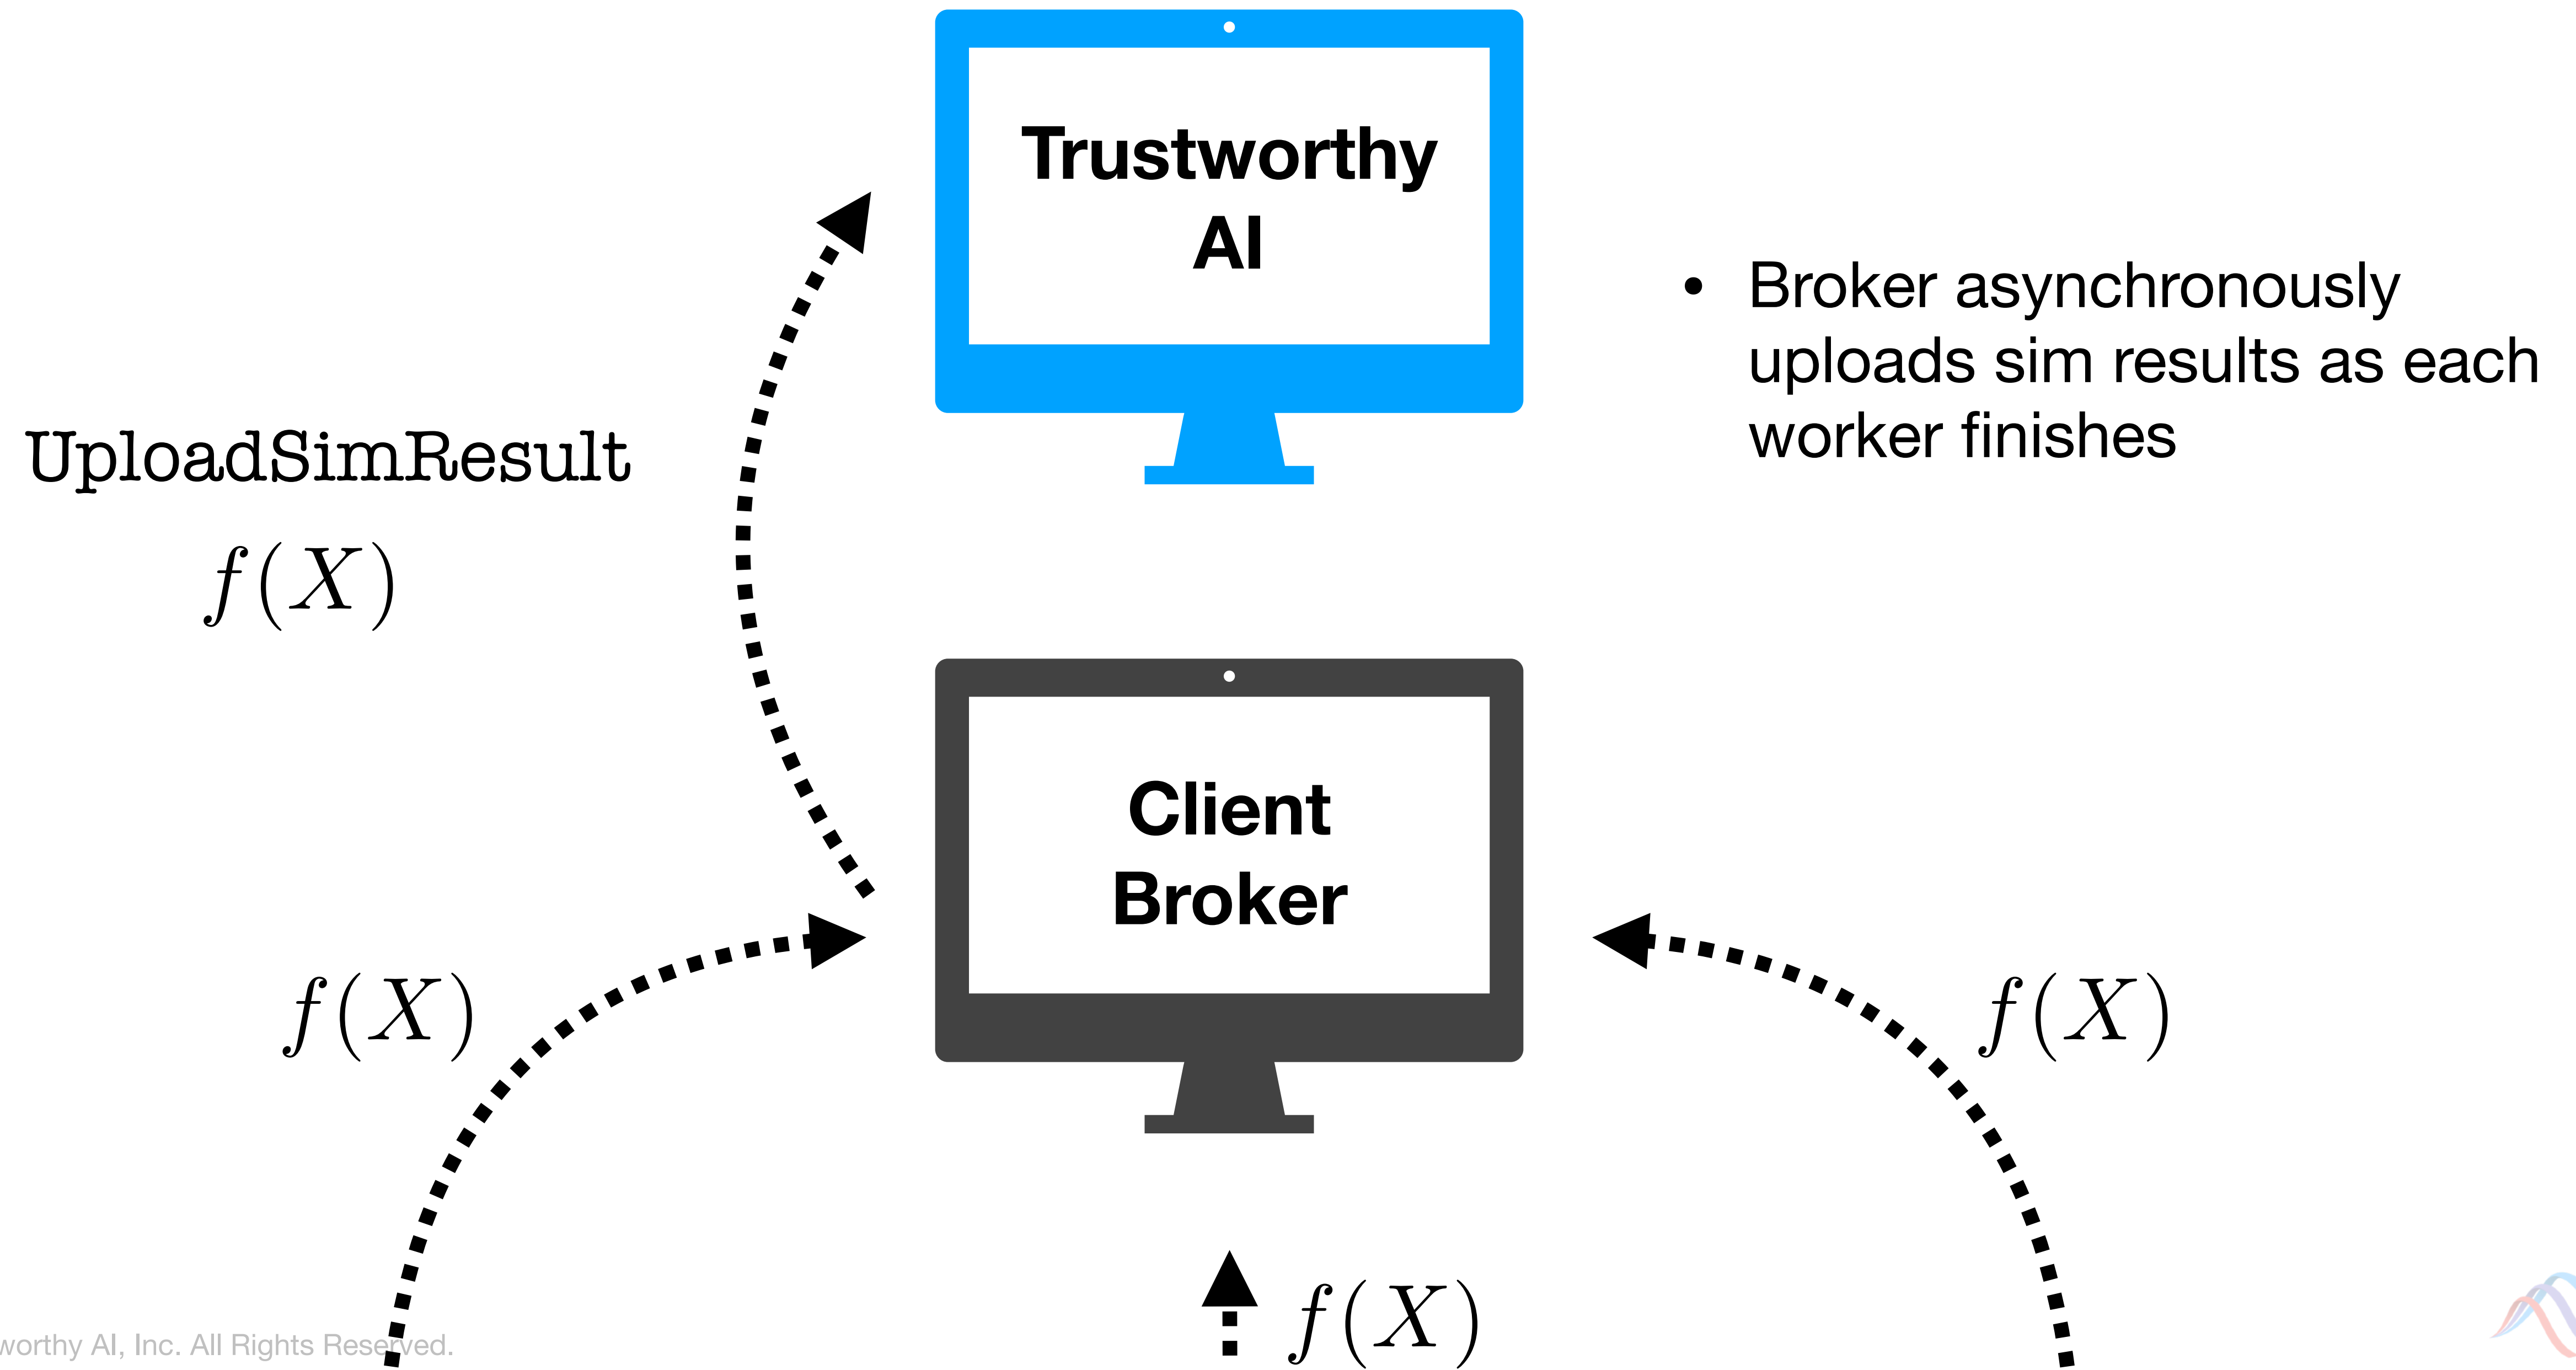 Trustworthy
AI
• Broker asynchronously
uploads sim results as each
worker finishes
UploadSimResult
f(X)
Client
Broker
f(X)
f(X)
f(X)
worthy AI, Inc. All Rights Reserved.